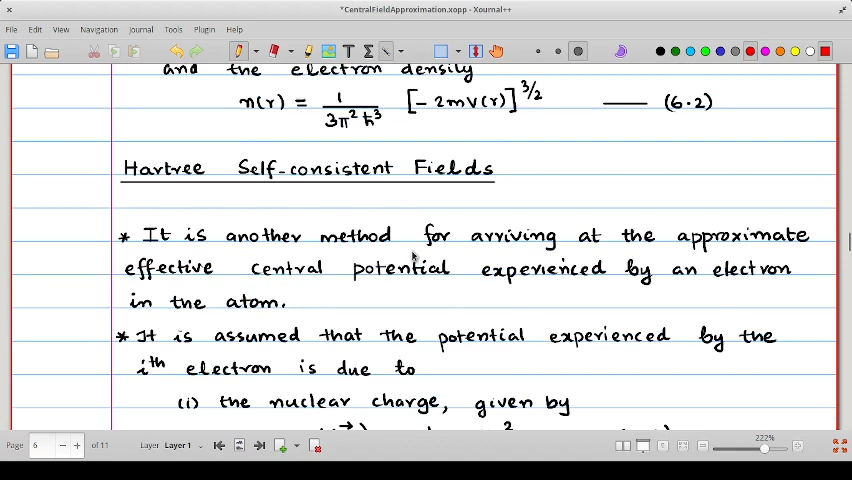 *CentralFieldApproximation.xopp - Xournal++
File Edit View Navigation Journal Tools Plugin Help
and the electron density
n(r) = 1/3π²ħ³ [-2mV(r)]^3/2 —— (6.2)
Hartree Self-consistent Fields
* It is another method for arriving at the approximate
effective central potential experienced by an electron
in the atom.
* It is assumed that the potential experienced by the
ith electron is due to
(i) the nuclear charge, given by
Page 6 of 11 Layer Layer 1 222%